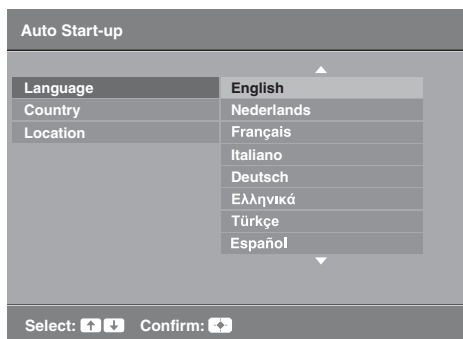 Auto Start-up
Language
English
Country
Nederlands
Location
Français
Italiano
Deutsch
Ελληνικά
Türkçe
Español
Select: Confirm: